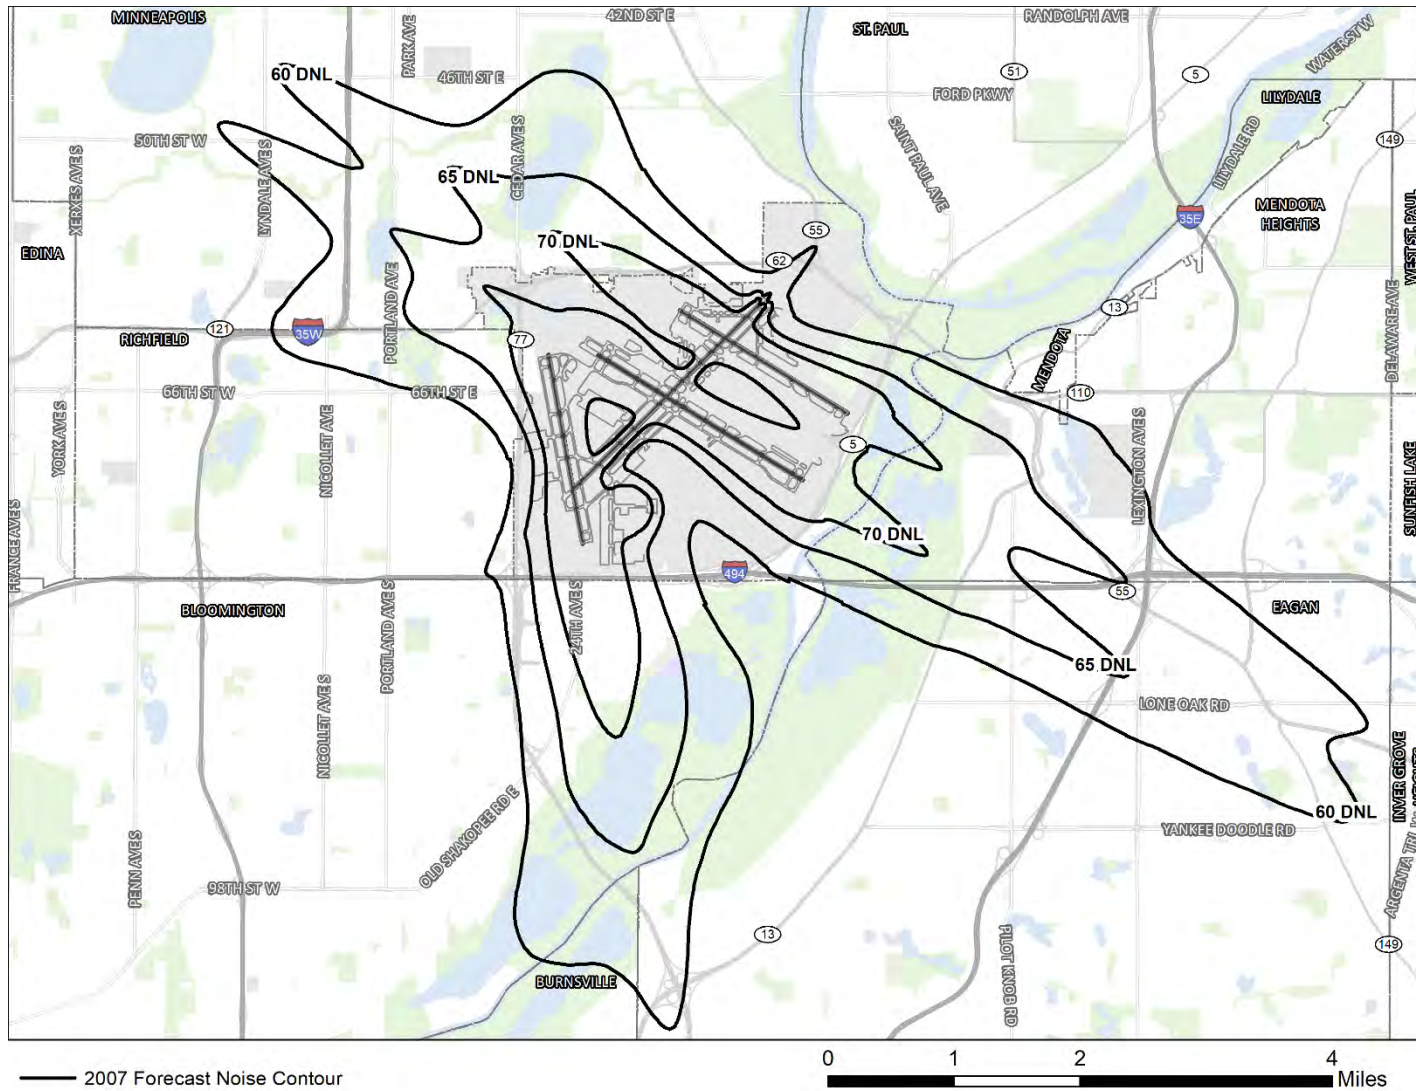 MINNEAPOLIS
42ND ST E
RANDOLPH AVE
ST. PAUL
WATER ST W
PARK AVE
60 DNL
46TH ST E
51
5
FORD PKWY
LILYDALE
50TH ST W
CEDAR AVE S
SAINT PAUL AVE
LILYDALE RD
149
XERXES AVE S
LYNDALE AVE S
65 DNL
35E
MENDOTA
HEIGHTS
WEST ST. PAUL
EDINA
70 DNL
55
62
PORTLAND AVE
13
121
35W
RICHFIELD
77
MENDOTA
DELAWARE AVE
66TH ST W
66TH ST E
110
YORK AVE S
NICOLLET AVE
5
LEXINGTON AVE S
SUNFISH LAKE
FRANCE AVE S
70 DNL
494
55
BLOOMINGTON
EAGAN
PORTLAND AVE S
24TH AVE S
65 DNL
LONE OAK RD
NICOLLET AVE S
INVER GROVE
60 DNL
YANKEE DOODLE RD
OLD SHAKOPEE RD E
PENN AVE S
98TH ST W
ARGENTA TRL
13
PILOT KNOB RD
149
BURNSVILLE
0 1 2 4
Miles
2007 Forecast Noise Contour